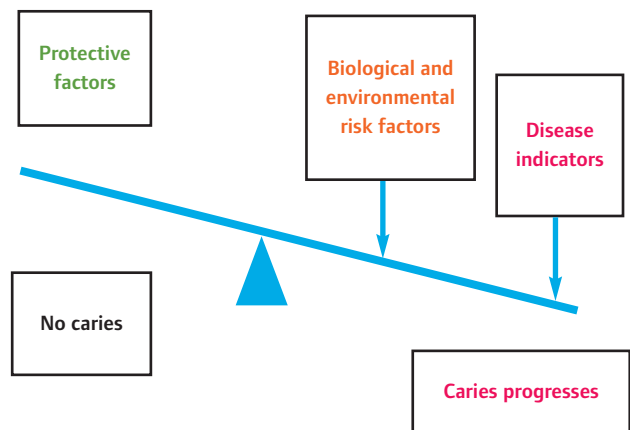 Protective
factors
Biological and
environmental
risk factors
Disease
indicators
No caries
Caries progresses